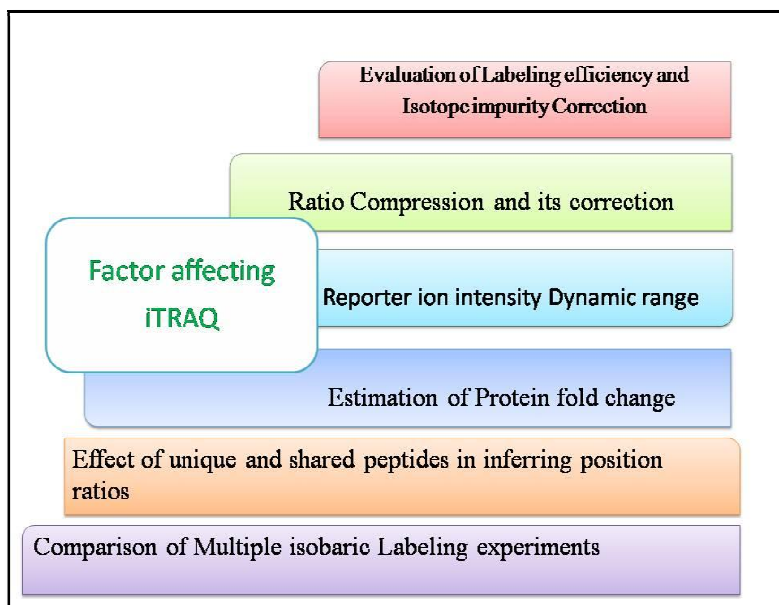 Evaluation of Labeling efficiency and
Isotope impurity Correction
Ratio Compression and its correction
Factor affecting
iTRAQ
Reporter ion intensity Dynamic range
Estimation of Protein fold change
Effect of unique and shared peptides in inferring position
ratios
Comparison of Multiple isobaric Labeling experiments